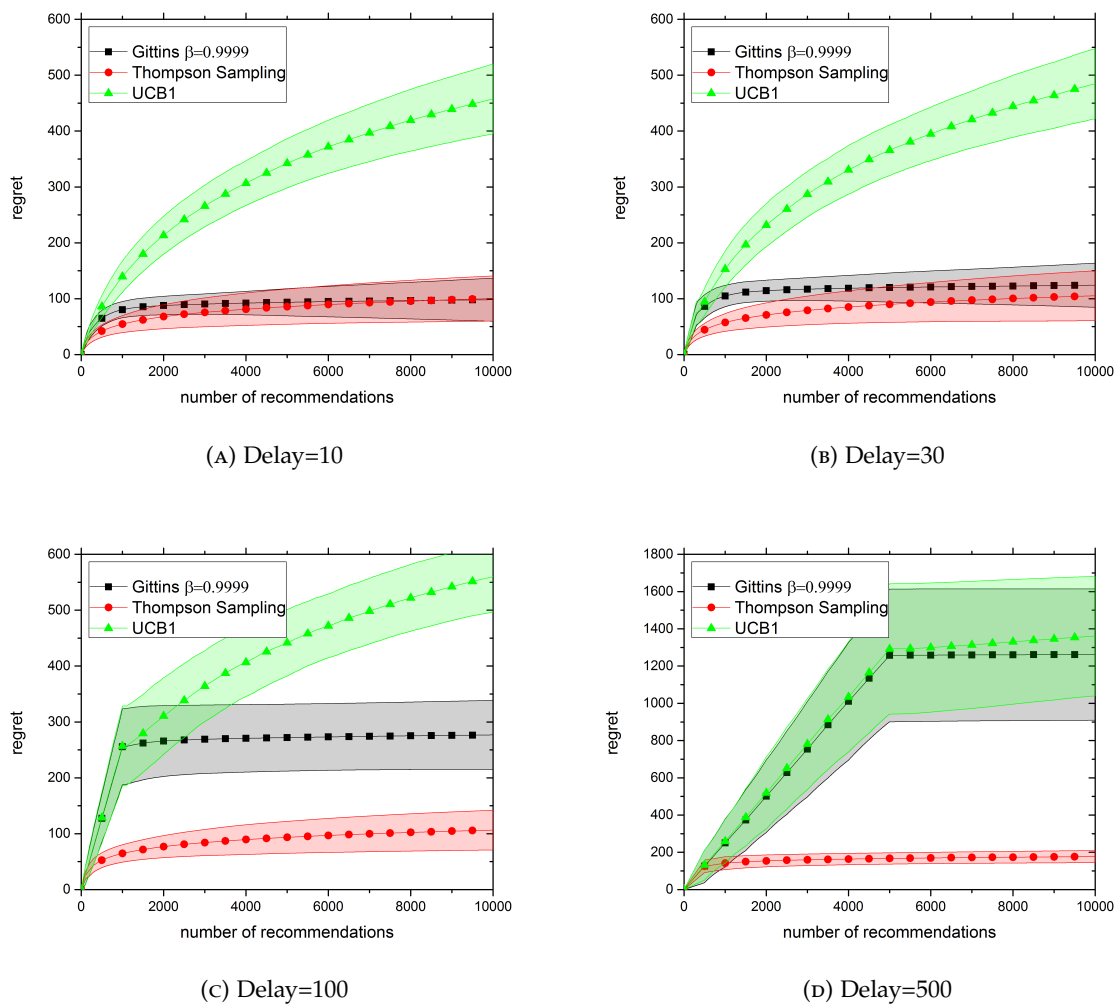 600
500
400
300
200
100
0
regret
Gittins β=0.9999
Thompson Sampling
UCB1
0 2000 4000 6000 8000 10000
number of recommendations
(A) Delay=10
600
500
400
300
200
100
0
regret
Gittins β=0.9999
Thompson Sampling
UCB1
0 2000 4000 6000 8000 10000
number of recommendations
(B) Delay=30
600
500
400
300
200
100
0
regret
Gittins β=0.9999
Thompson Sampling
UCB1
0 2000 4000 6000 8000 10000
number of recommendations
(C) Delay=100
1800
1600
1400
1200
1000
800
600
400
200
0
regret
Gittins β=0.9999
Thompson Sampling
UCB1
0 2000 4000 6000 8000 10000
number of recommendations
(D) Delay=500